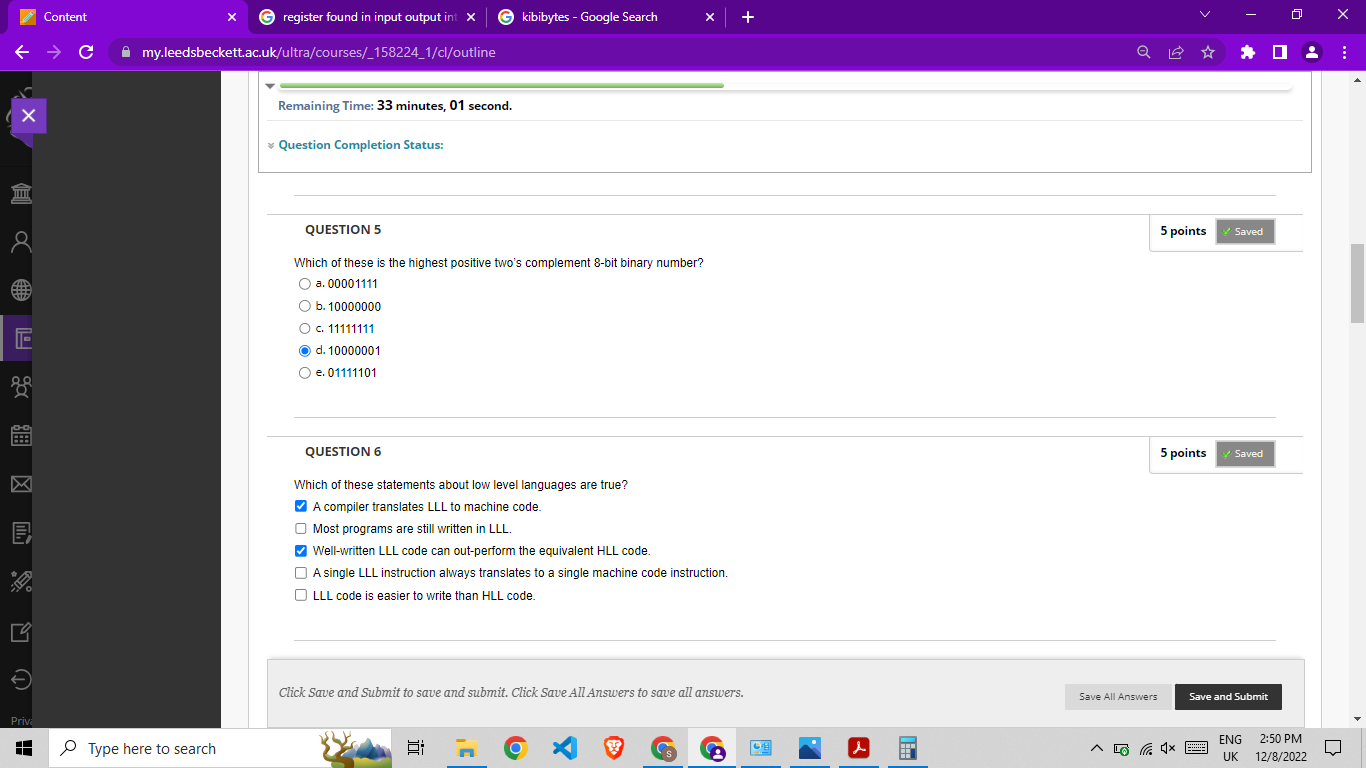 Content
register found in input output int
kibibytes - Google Search
my.leedsbeckett.ac.uk/ultra/courses/_158224_1/cl/outline
Remaining Time: 33 minutes, 01 second.
Question Completion Status:
QUESTION 5
5 points
Saved
Which of these is the highest positive two's complement 8-bit binary number?
a. 00001111
b. 10000000
c. 11111111
d. 10000001
e. 01111101
QUESTION 6
5 points
Saved
Which of these statements about low level languages are true?
A compiler translates LLL to machine code.
Most programs are still written in LLL.
Well-written LLL code can out-perform the equivalent HLL code.
A single LLL instruction always translates to a single machine code instruction.
LLL code is easier to write than HLL code.
Click Save and Submit to save and submit. Click Save All Answers to save all answers.
Save All Answers
Save and Submit
Priva
Type here to search
S
ENG
UK
2:50 PM
12/8/2022